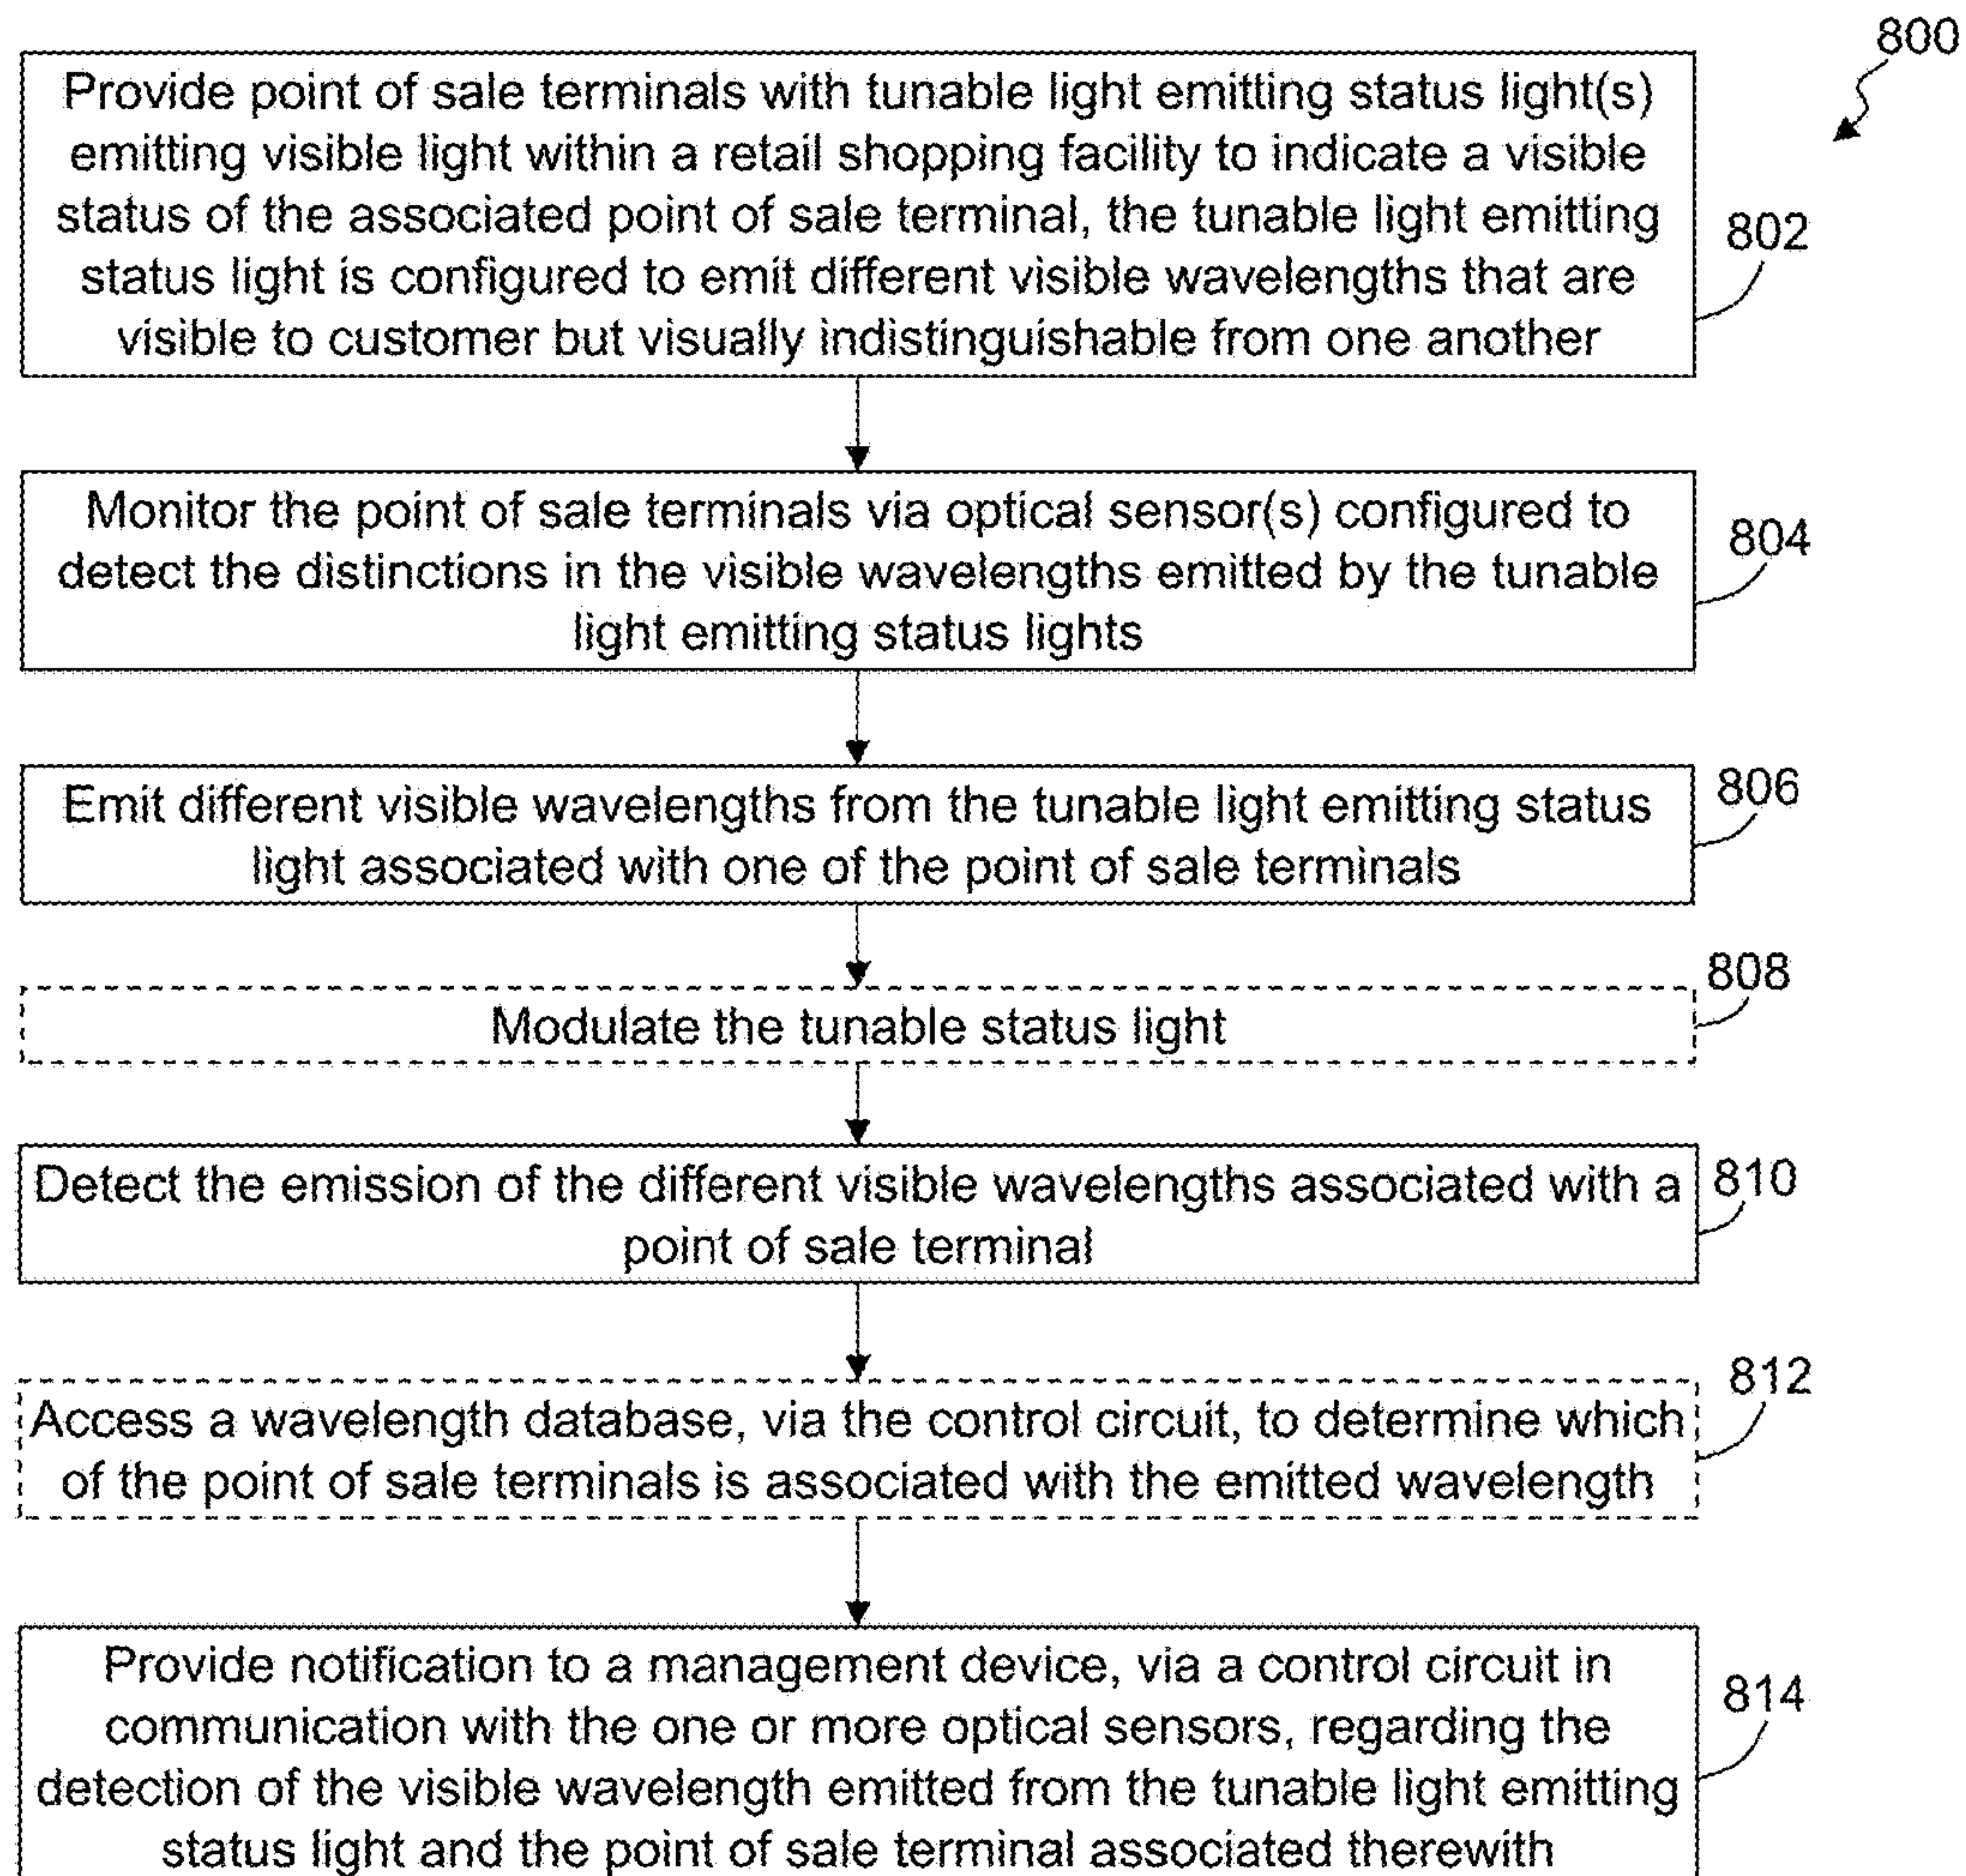 800
Provide point of sale terminals with tunable light emitting status light(s)
emitting visible light within a retail shopping facility to indicate a visible
status of the associated point of sale terminal, the tunable light emitting
status light is configured to emit different visible wavelengths that are
visible to customer but visually indistinguishable from one another
802
Monitor the point of sale terminals via optical sensor(s) configured to
detect the distinctions in the visible wavelengths emitted by the tunable
light emitting status lights
804
Emit different visible wavelengths from the tunable light emitting status
light associated with one of the point of sale terminals
806
Modulate the tunable status light
808
Detect the emission of the different visible wavelengths associated with a
point of sale terminal
810
Access a wavelength database, via the control circuit, to determine which
of the point of sale terminals is associated with the emitted wavelength
812
Provide notification to a management device, via a control circuit in
communication with the one or more optical sensors, regarding the
detection of the visible wavelength emitted from the tunable light emitting
status light and the point of sale terminal associated therewith
814